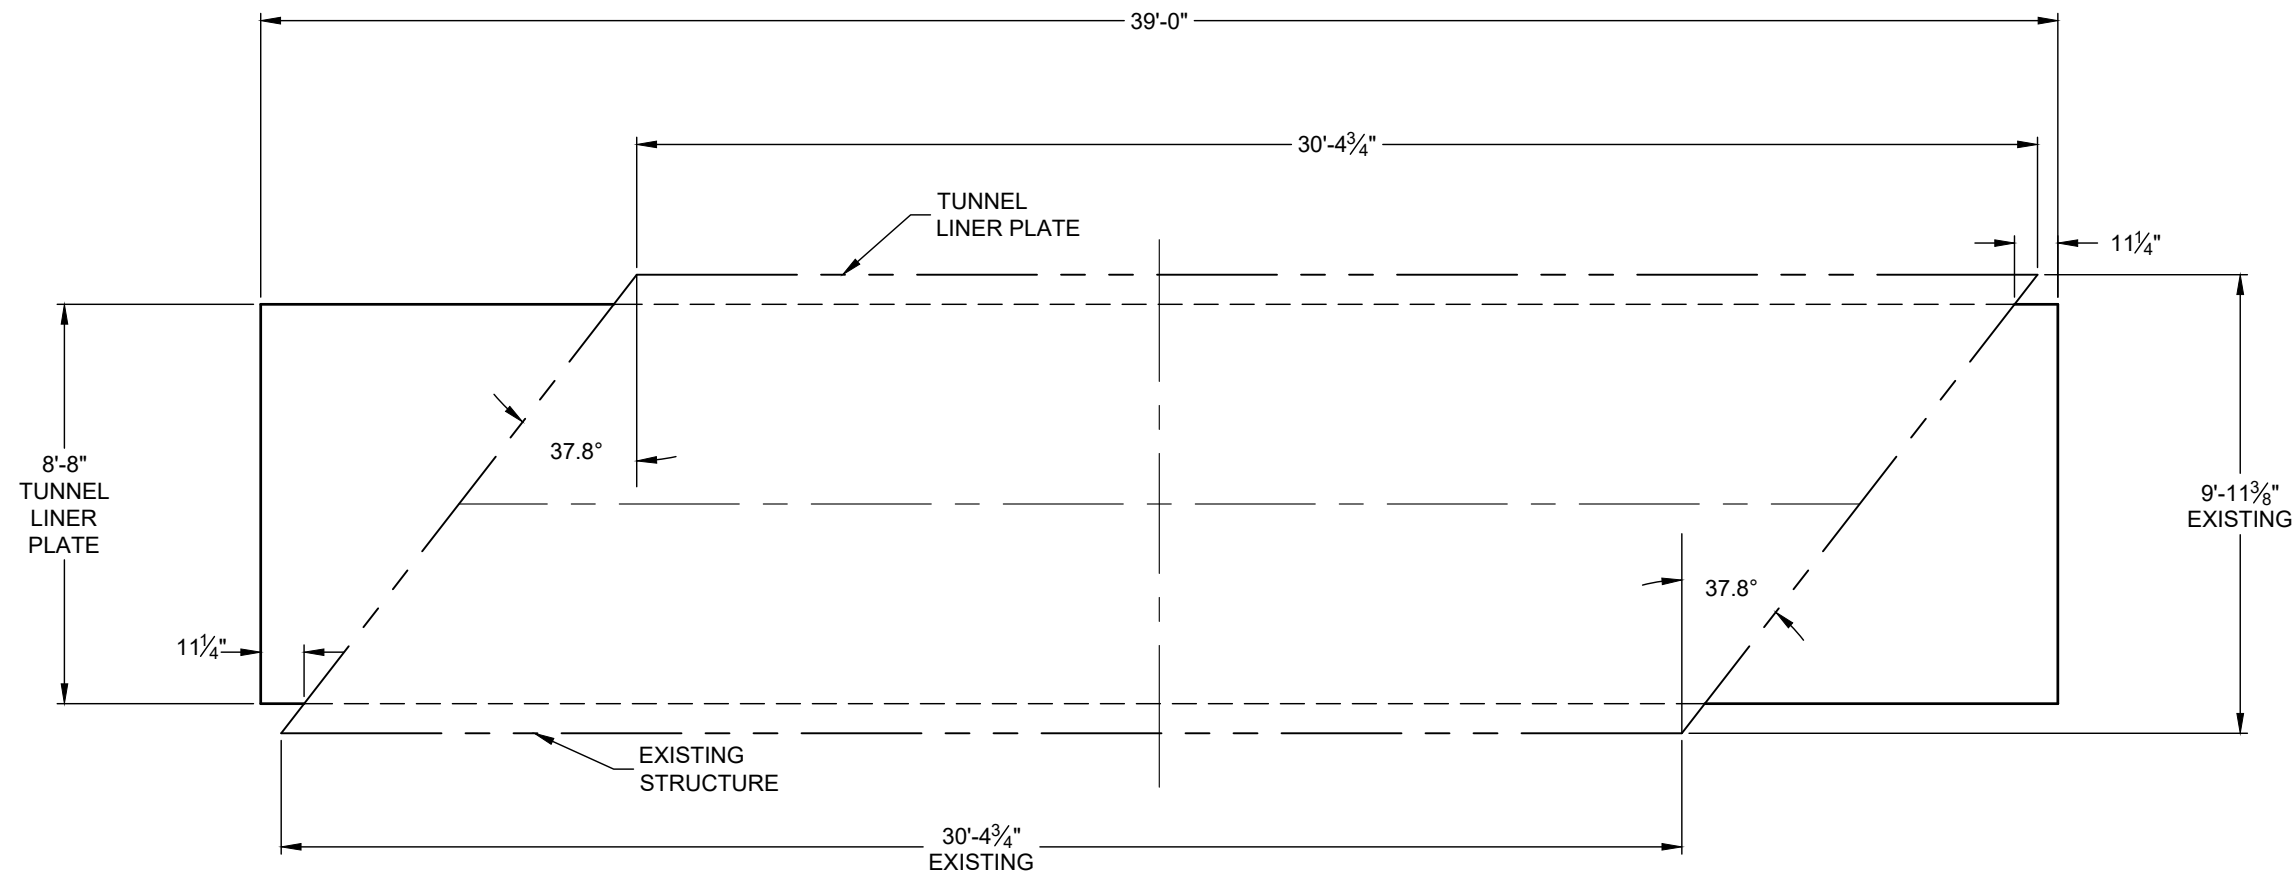 39'-0"
30'-4¾"
TUNNEL
LINER PLATE
11¼"
37.8°
8'-8"
TUNNEL
LINER
PLATE
9'-11⅜"
EXISTING
37.8°
11¼"
EXISTING
STRUCTURE
30'-4¾"
EXISTING